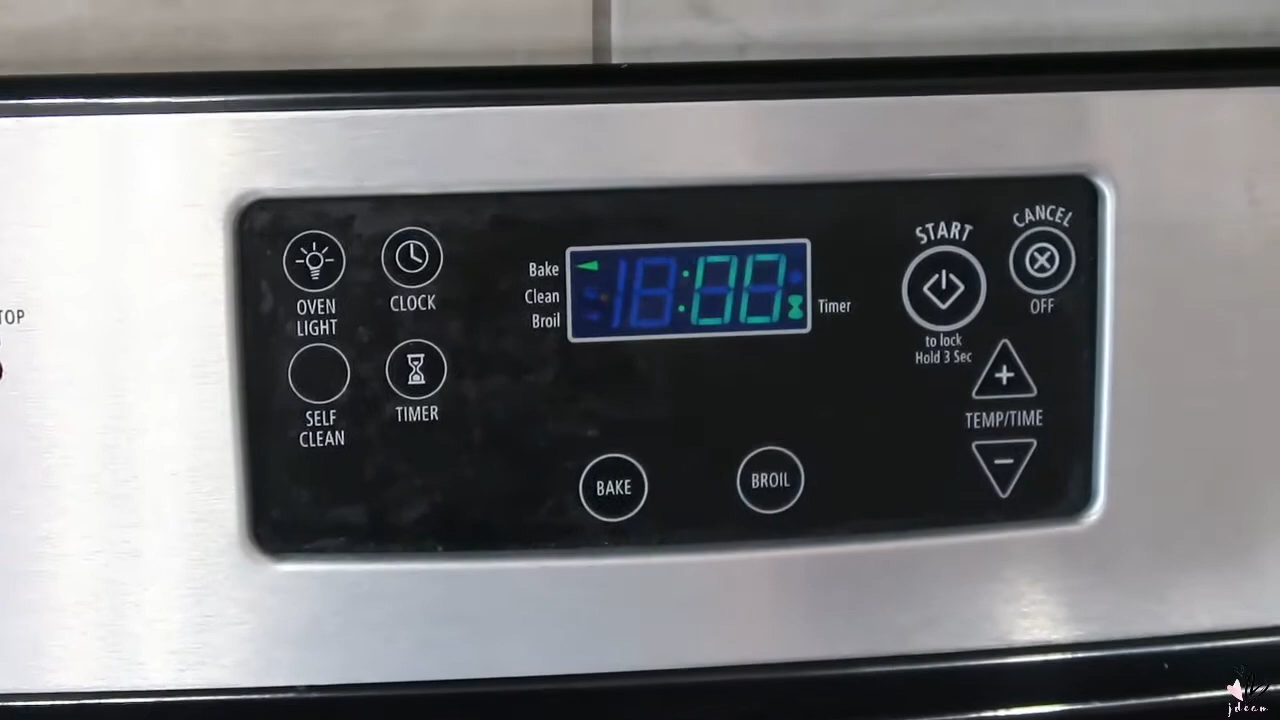 TOP
OVEN
LIGHT
CLOCK
SELF
CLEAN
TIMER
Bake
Clean
Broil
:00
Timer
BAKE
BROIL
START
to lock
Hold 3 Sec
CANCEL
OFF
+
TEMP/TIME
-
jdean